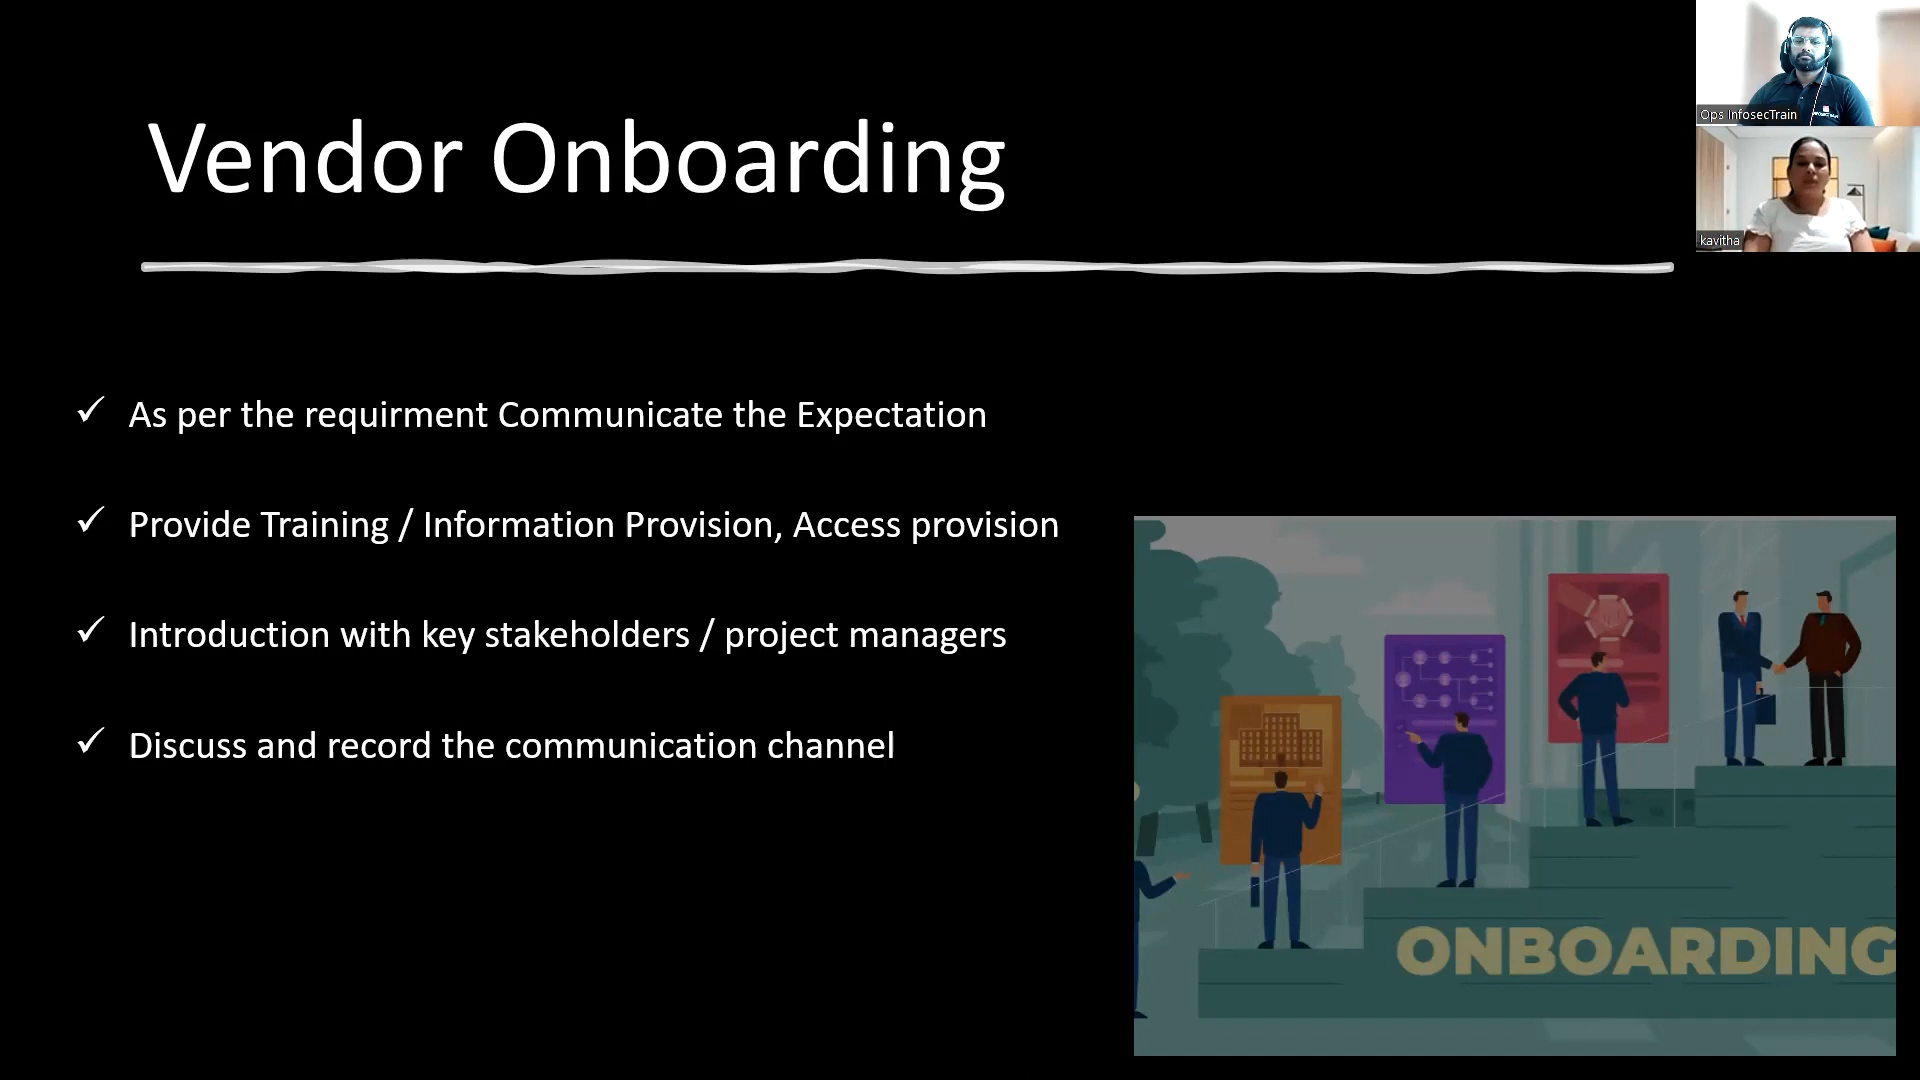 Vendor Onboarding
Ops InfosecTrain
kavitha
As per the requirment Communicate the Expectation
Provide Training / Information Provision, Access provision
Introduction with key stakeholders / project managers
Discuss and record the communication channel
ONBOARDING